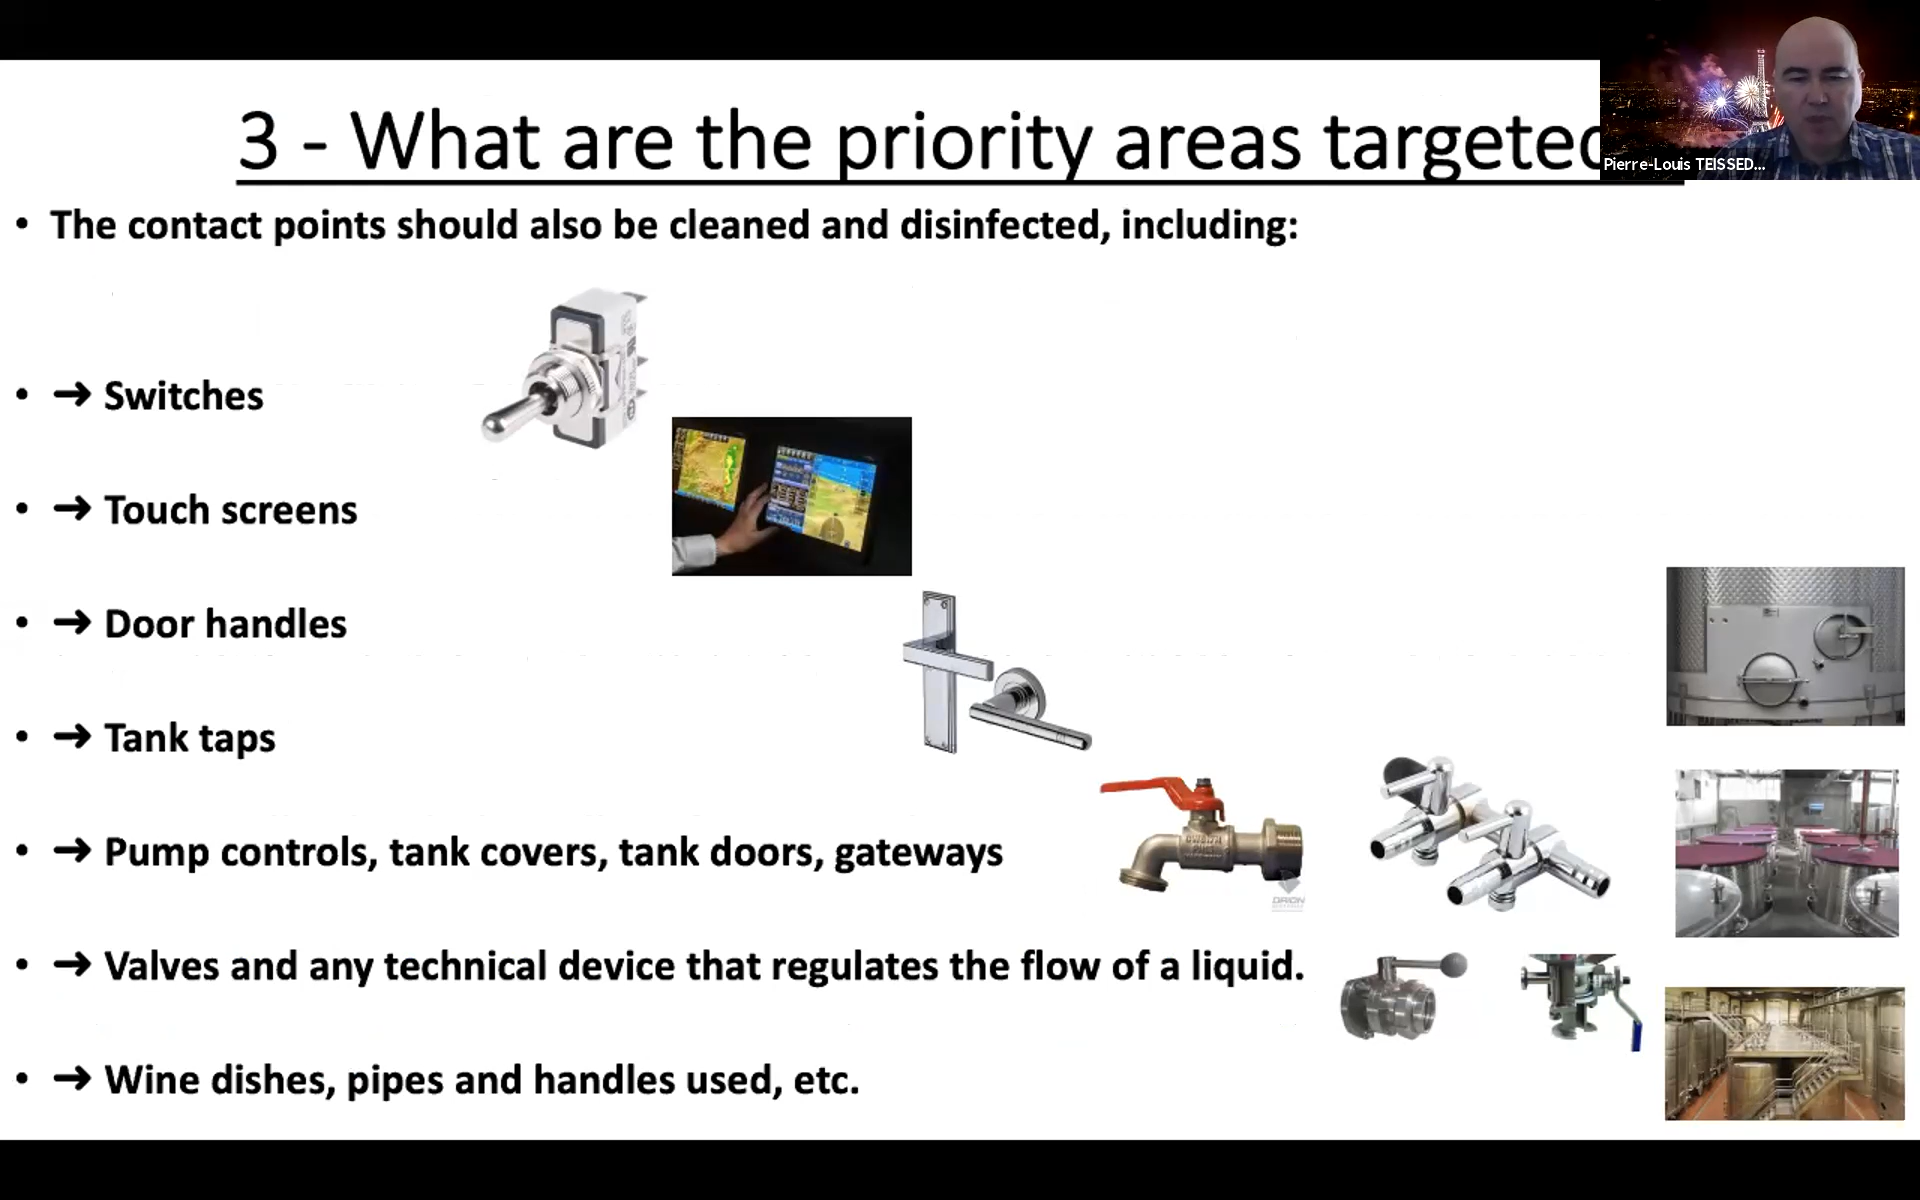 3 - What are the priority areas targeted
Pierre-Louis TEISSED...
• The contact points should also be cleaned and disinfected, including:
• → Switches
• → Touch screens
• → Door handles
• → Tank taps
• → Pump controls, tank covers, tank doors, gateways
ORION
• → Valves and any technical device that regulates the flow of a liquid.
• → Wine dishes, pipes and handles used, etc.